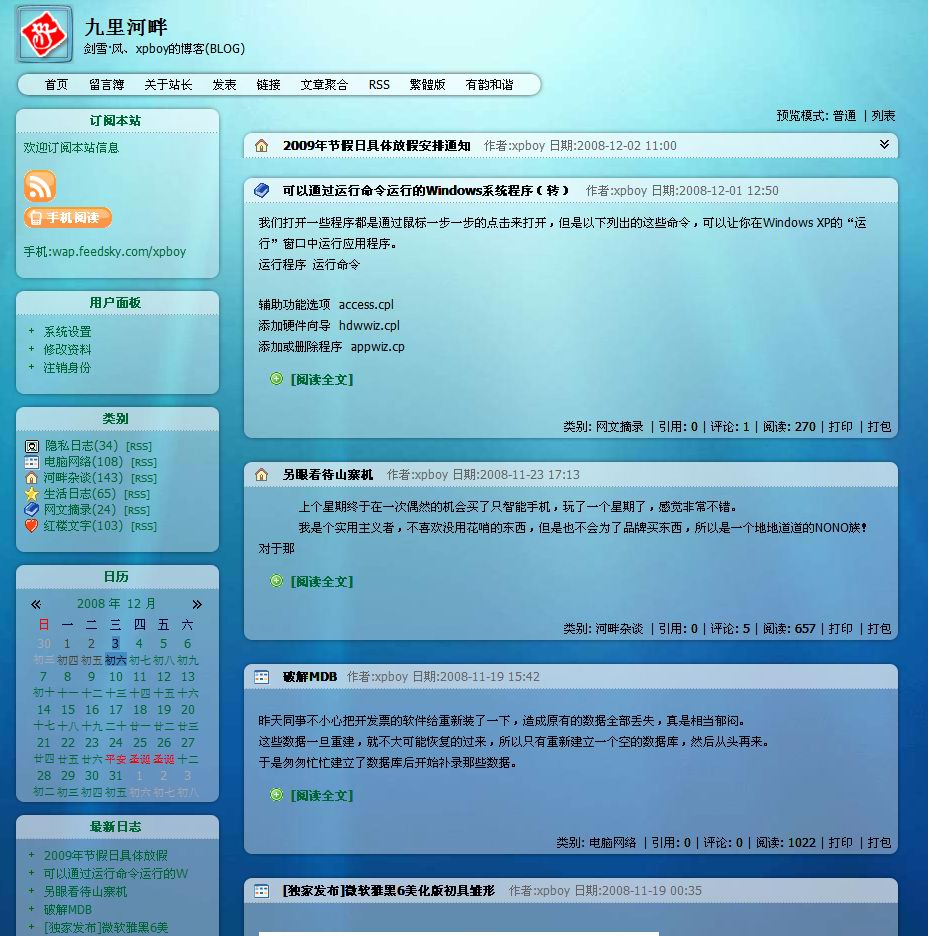 九里河畔
剑雪·风、xpboy的博客(BLOG)
首页 留言簿 关于站长 发表 链接 文章聚合 RSS 繁體版 有韵和谐
订阅本站
欢迎订阅本站信息
手机阅读
手机:wap.feedsky.com/xpboy
用户面板
+ 系统设置
+ 修改资料
+ 注销身份
类别
隐私日志(34) [RSS]
电脑网络(108) [RSS]
河畔杂谈(143) [RSS]
生活日志(65) [RSS]
网文摘录(24) [RSS]
红楼文字(103) [RSS]
日历
« 2008 年 12 月 »
日 一 二 三 四 五 六
30 1 2 3 4 5 6
初三 初四 初五 初六 初七 初八 初九
7 8 9 10 11 12 13
初十 十一 十二 十三 十四 十五 十六
14 15 16 17 18 19 20
十七 十八 十九 二十 廿一 廿二 廿三
21 22 23 24 25 26 27
廿四 廿五 廿六 平安 圣诞 圣诞 十二
28 29 30 31 1 2 3
初二 初三 初四 初五 初六 初七 初八
最新日志
+ 2009年节假日具体放假
+ 可以通过运行命令运行的W
+ 另眼看待山寨机
+ 破解MDB
+ [独家发布]微软雅黑6美
预览模式: 普通 | 列表
2009年节假日具体放假安排通知 作者:xpboy 日期:2008-12-02 11:00
可以通过运行命令运行的Windows系统程序（转） 作者:xpboy 日期:2008-12-01 12:50
我们打开一些程序都是通过鼠标一步一步的点击来打开，但是以下列出的这些命令，可以让你在Windows XP的“运
行”窗口中运行应用程序。
运行程序 运行命令
辅助功能选项 access.cpl
添加硬件向导 hdwwiz.cpl
添加或删除程序 appwiz.cp
[阅读全文]
类别: 网文摘录 | 引用: 0 | 评论: 1 | 阅读: 270 | 打印 | 打包
另眼看待山寨机 作者:xpboy 日期:2008-11-23 17:13
上个星期终于在一次偶然的机会买了只智能手机，玩了一个星期了，感觉非常不错。
我是个实用主义者，不喜欢没用花哨的东西，但是也不会为了品牌买东西，所以是一个地地道道的NONO族！
对于那
[阅读全文]
类别: 河畔杂谈 | 引用: 0 | 评论: 5 | 阅读: 657 | 打印 | 打包
破解MDB 作者:xpboy 日期:2008-11-19 15:42
昨天同事不小心把开发票的软件给重新装了一下，造成原有的数据全部丢失，真是相当郁闷。
这些数据一旦重建，就不大可能恢复的过来，所以只有重新建立一个空的数据库，然后从头再来。
于是匆匆忙忙建立了数据库后开始补录那些数据。
[阅读全文]
类别: 电脑网络 | 引用: 0 | 评论: 0 | 阅读: 1022 | 打印 | 打包
[独家发布]微软雅黑6美化版初具雏形 作者:xpboy 日期:2008-11-19 00:35